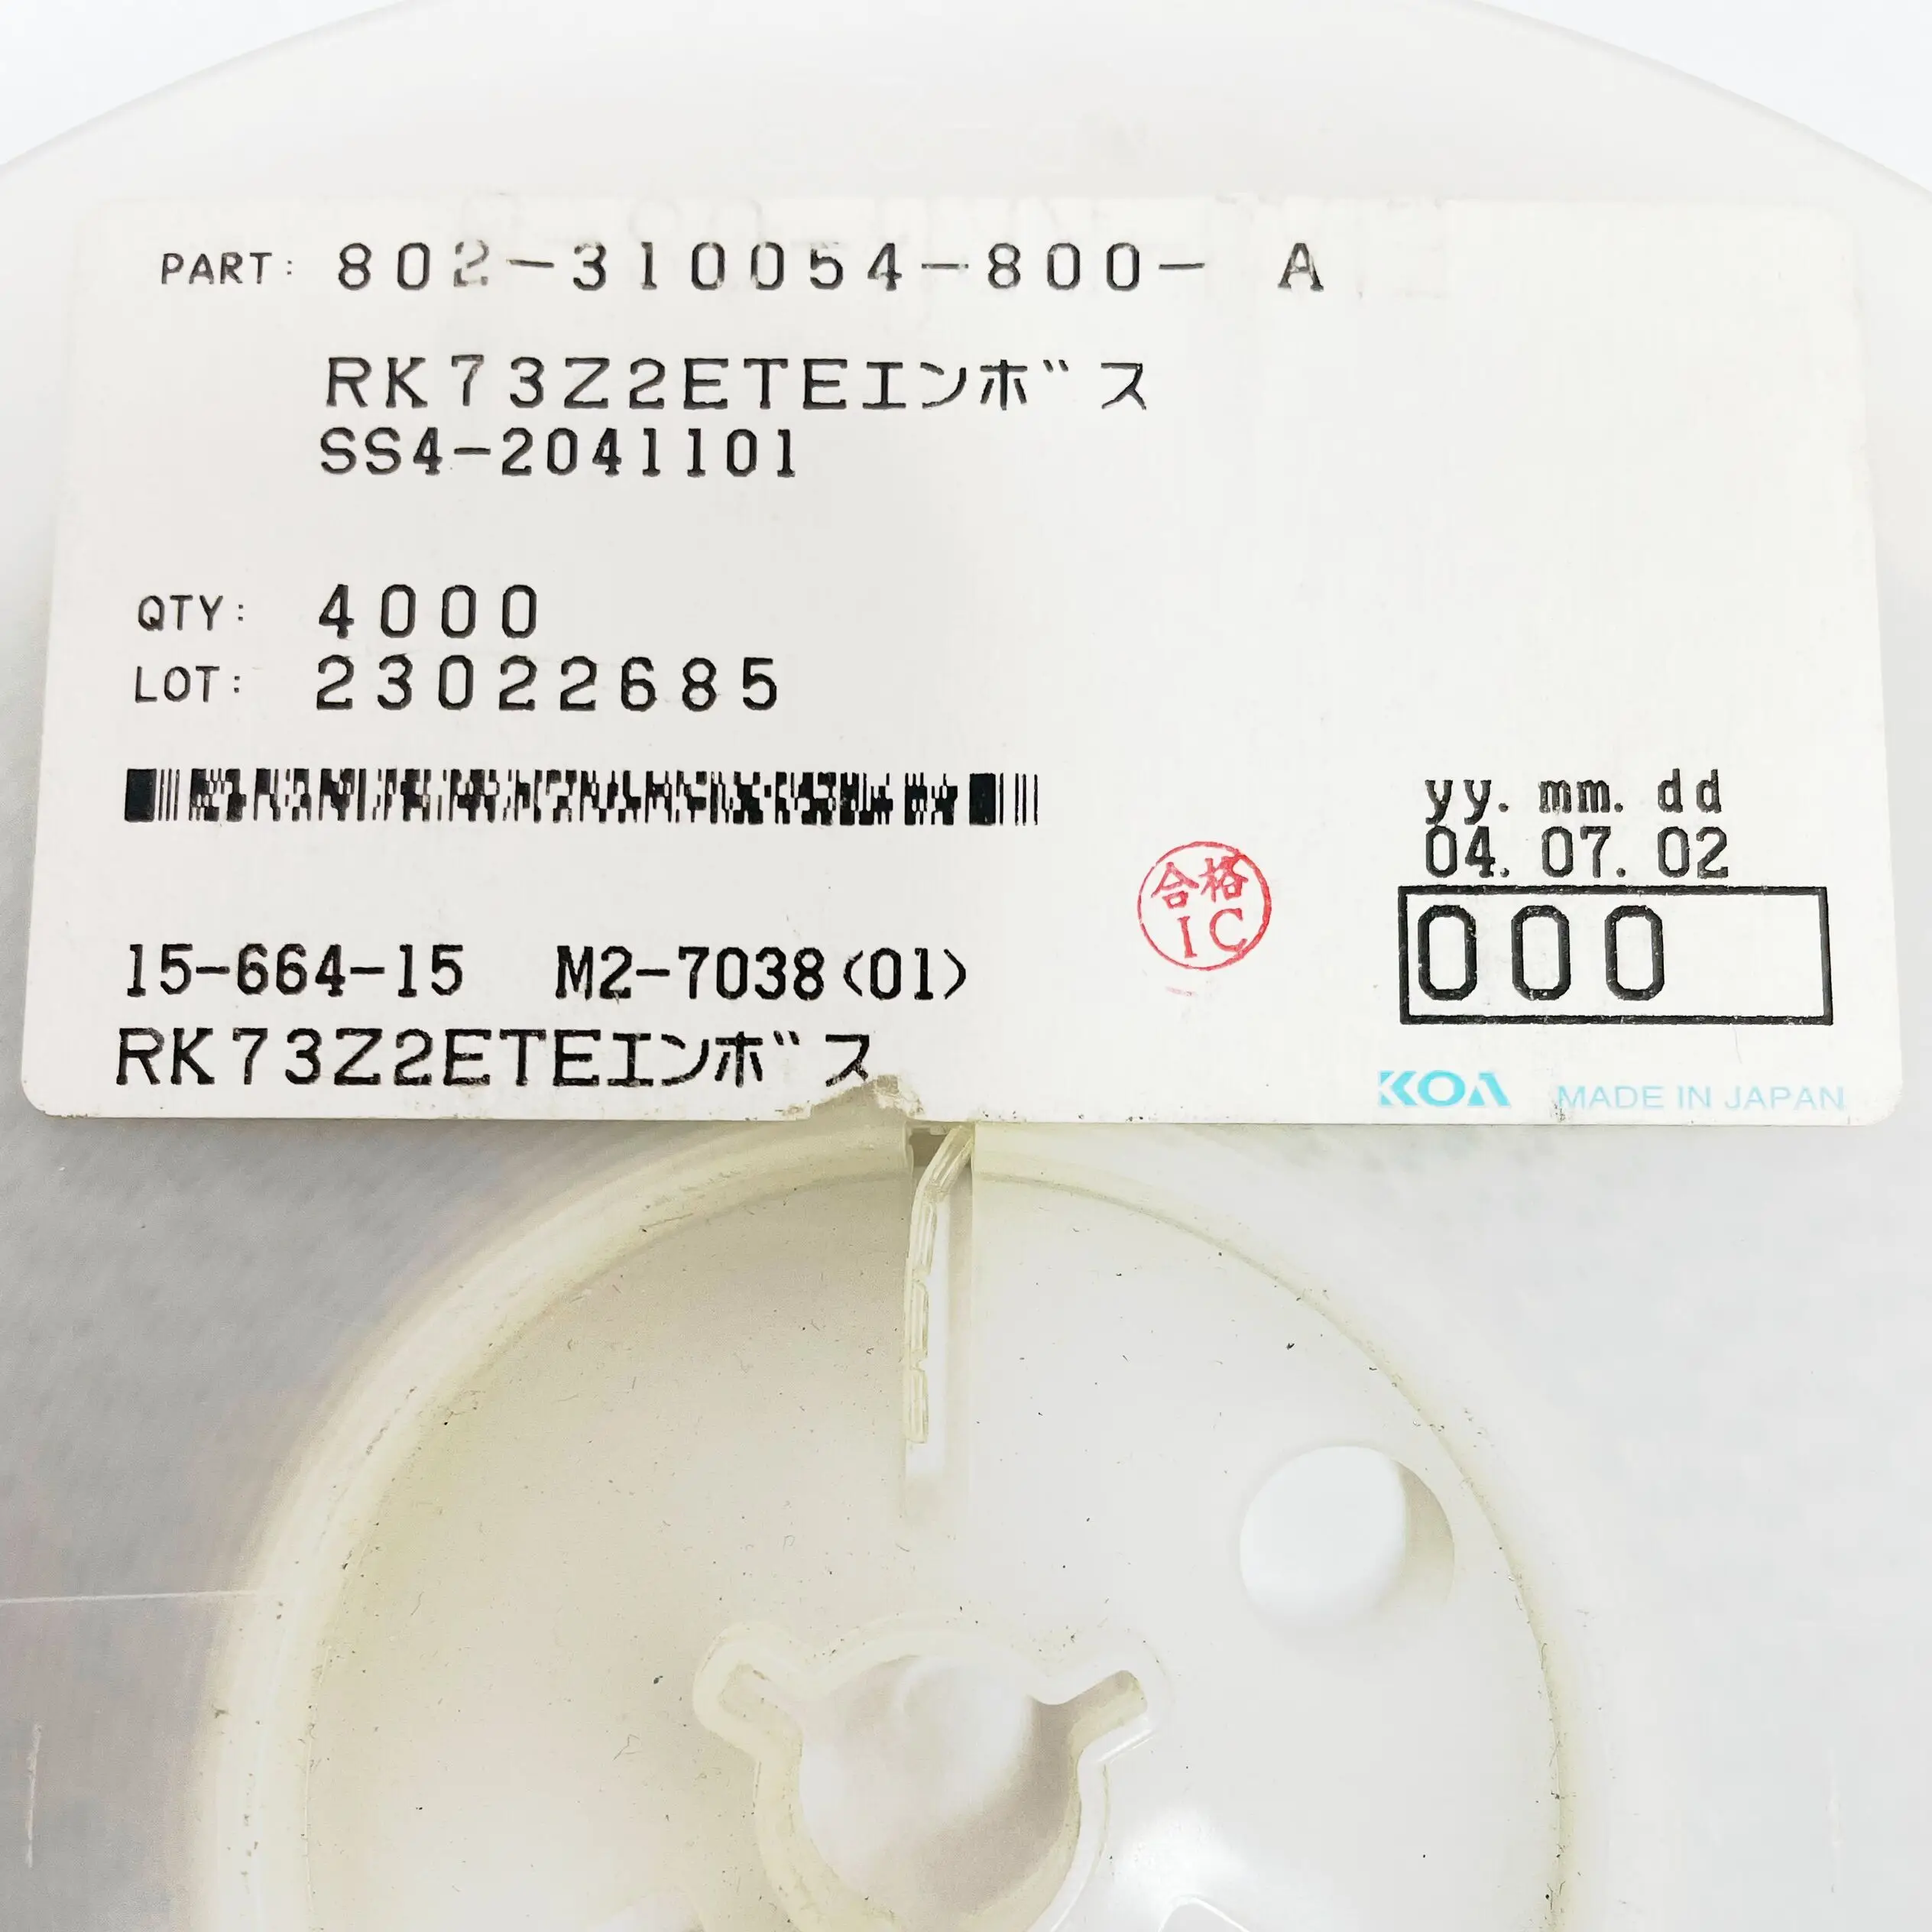 PART: 802-310054-800- A
RK73Z2ETEエンボス
SS4-2041101
QTY: 4000
LOT: 23022685
yy. mm. dd
04. 07. 02
合格
IC
000
15-664-15 M2-7038(01)
RK73Z2ETEエンボス
KOA MADE IN JAPAN